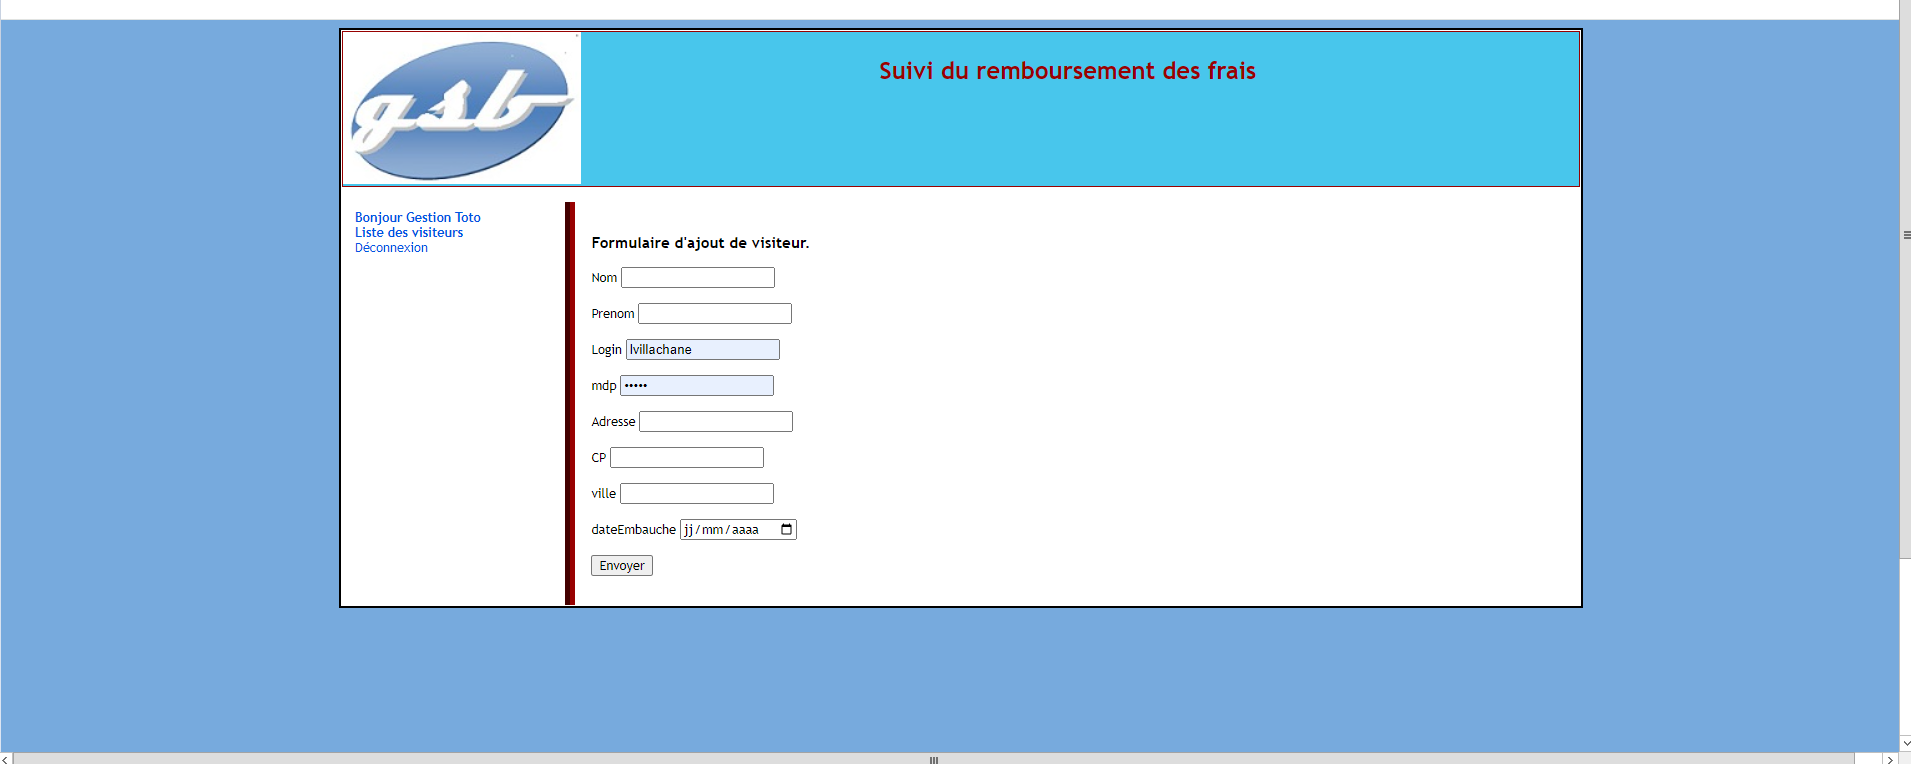 gsb
Suivi du remboursement des frais
Bonjour Gestion Toto
Liste des visiteurs
Déconnexion
Formulaire d'ajout de visiteur.
Nom
Prenom
Login lvillachane
mdp •••••
Adresse
CP
ville
dateEmbauche jj/mm/aaaa
Envoyer